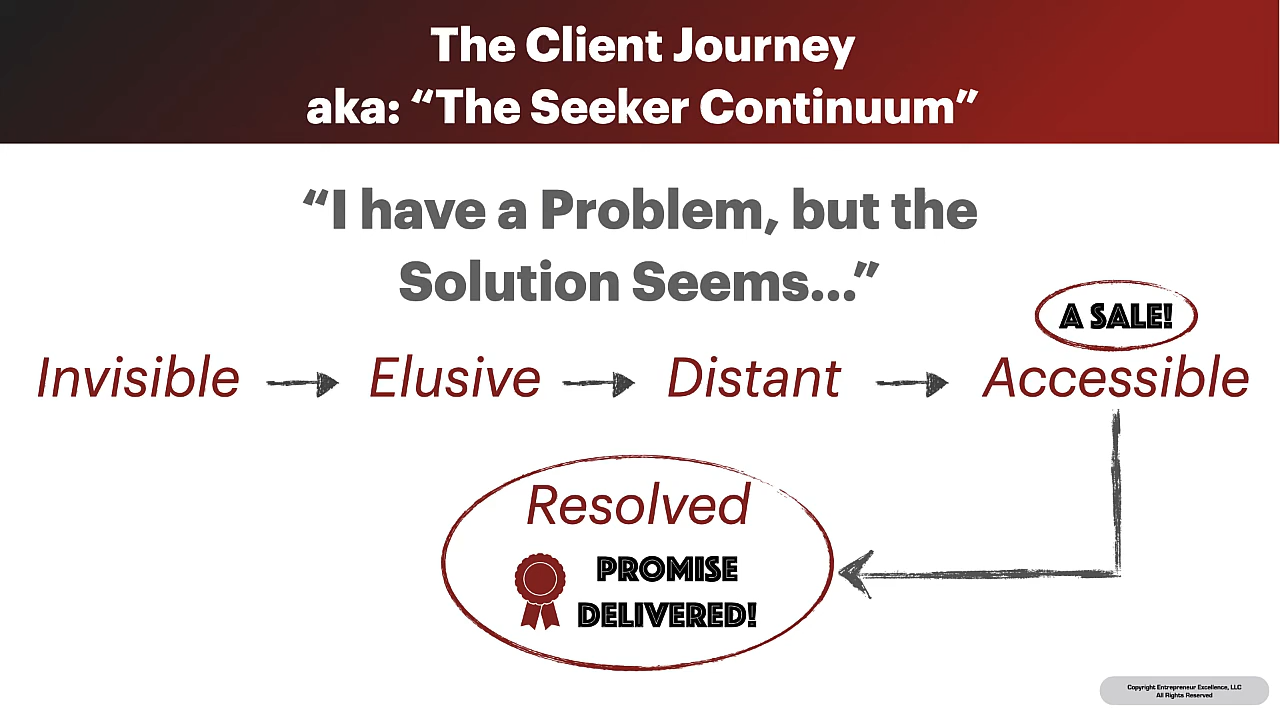 The Client Journey
aka: “The Seeker Continuum”
“I have a Problem, but the
Solution Seems...”
A SALE!
Invisible Elusive Distant Accessible
Resolved
PROMISE
DELIVERED!
Copyright Entrepreneur Excellence, LLC
All Rights Reserved